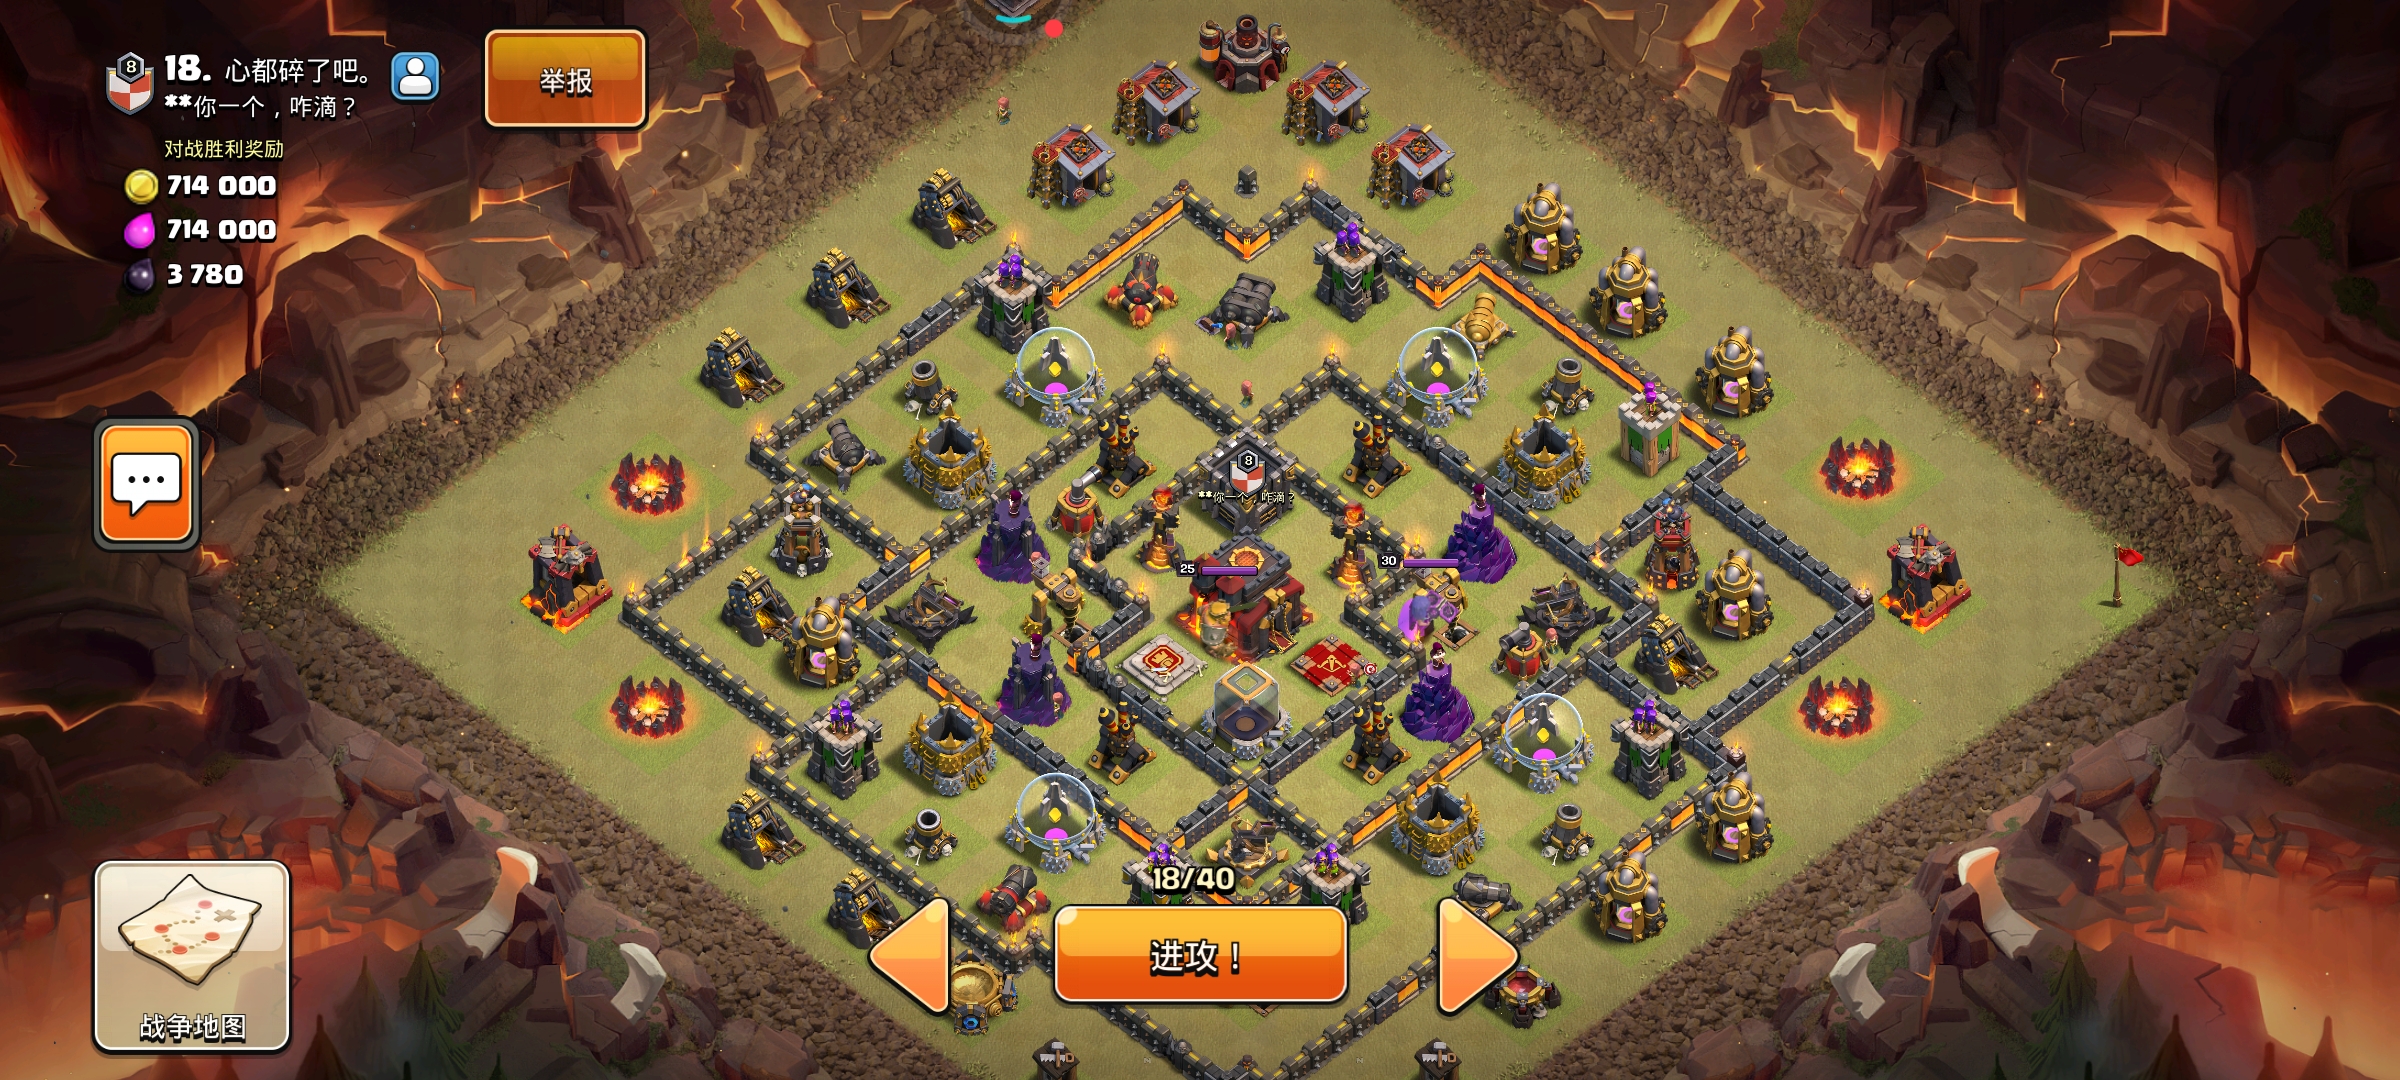 8
18. 心都碎了吧。
**你一个，咋滴？
举报
对战胜利奖励
714 000
714 000
3 780
8
**你一个，咋滴？
30
25
18/40
进攻！
战争地图